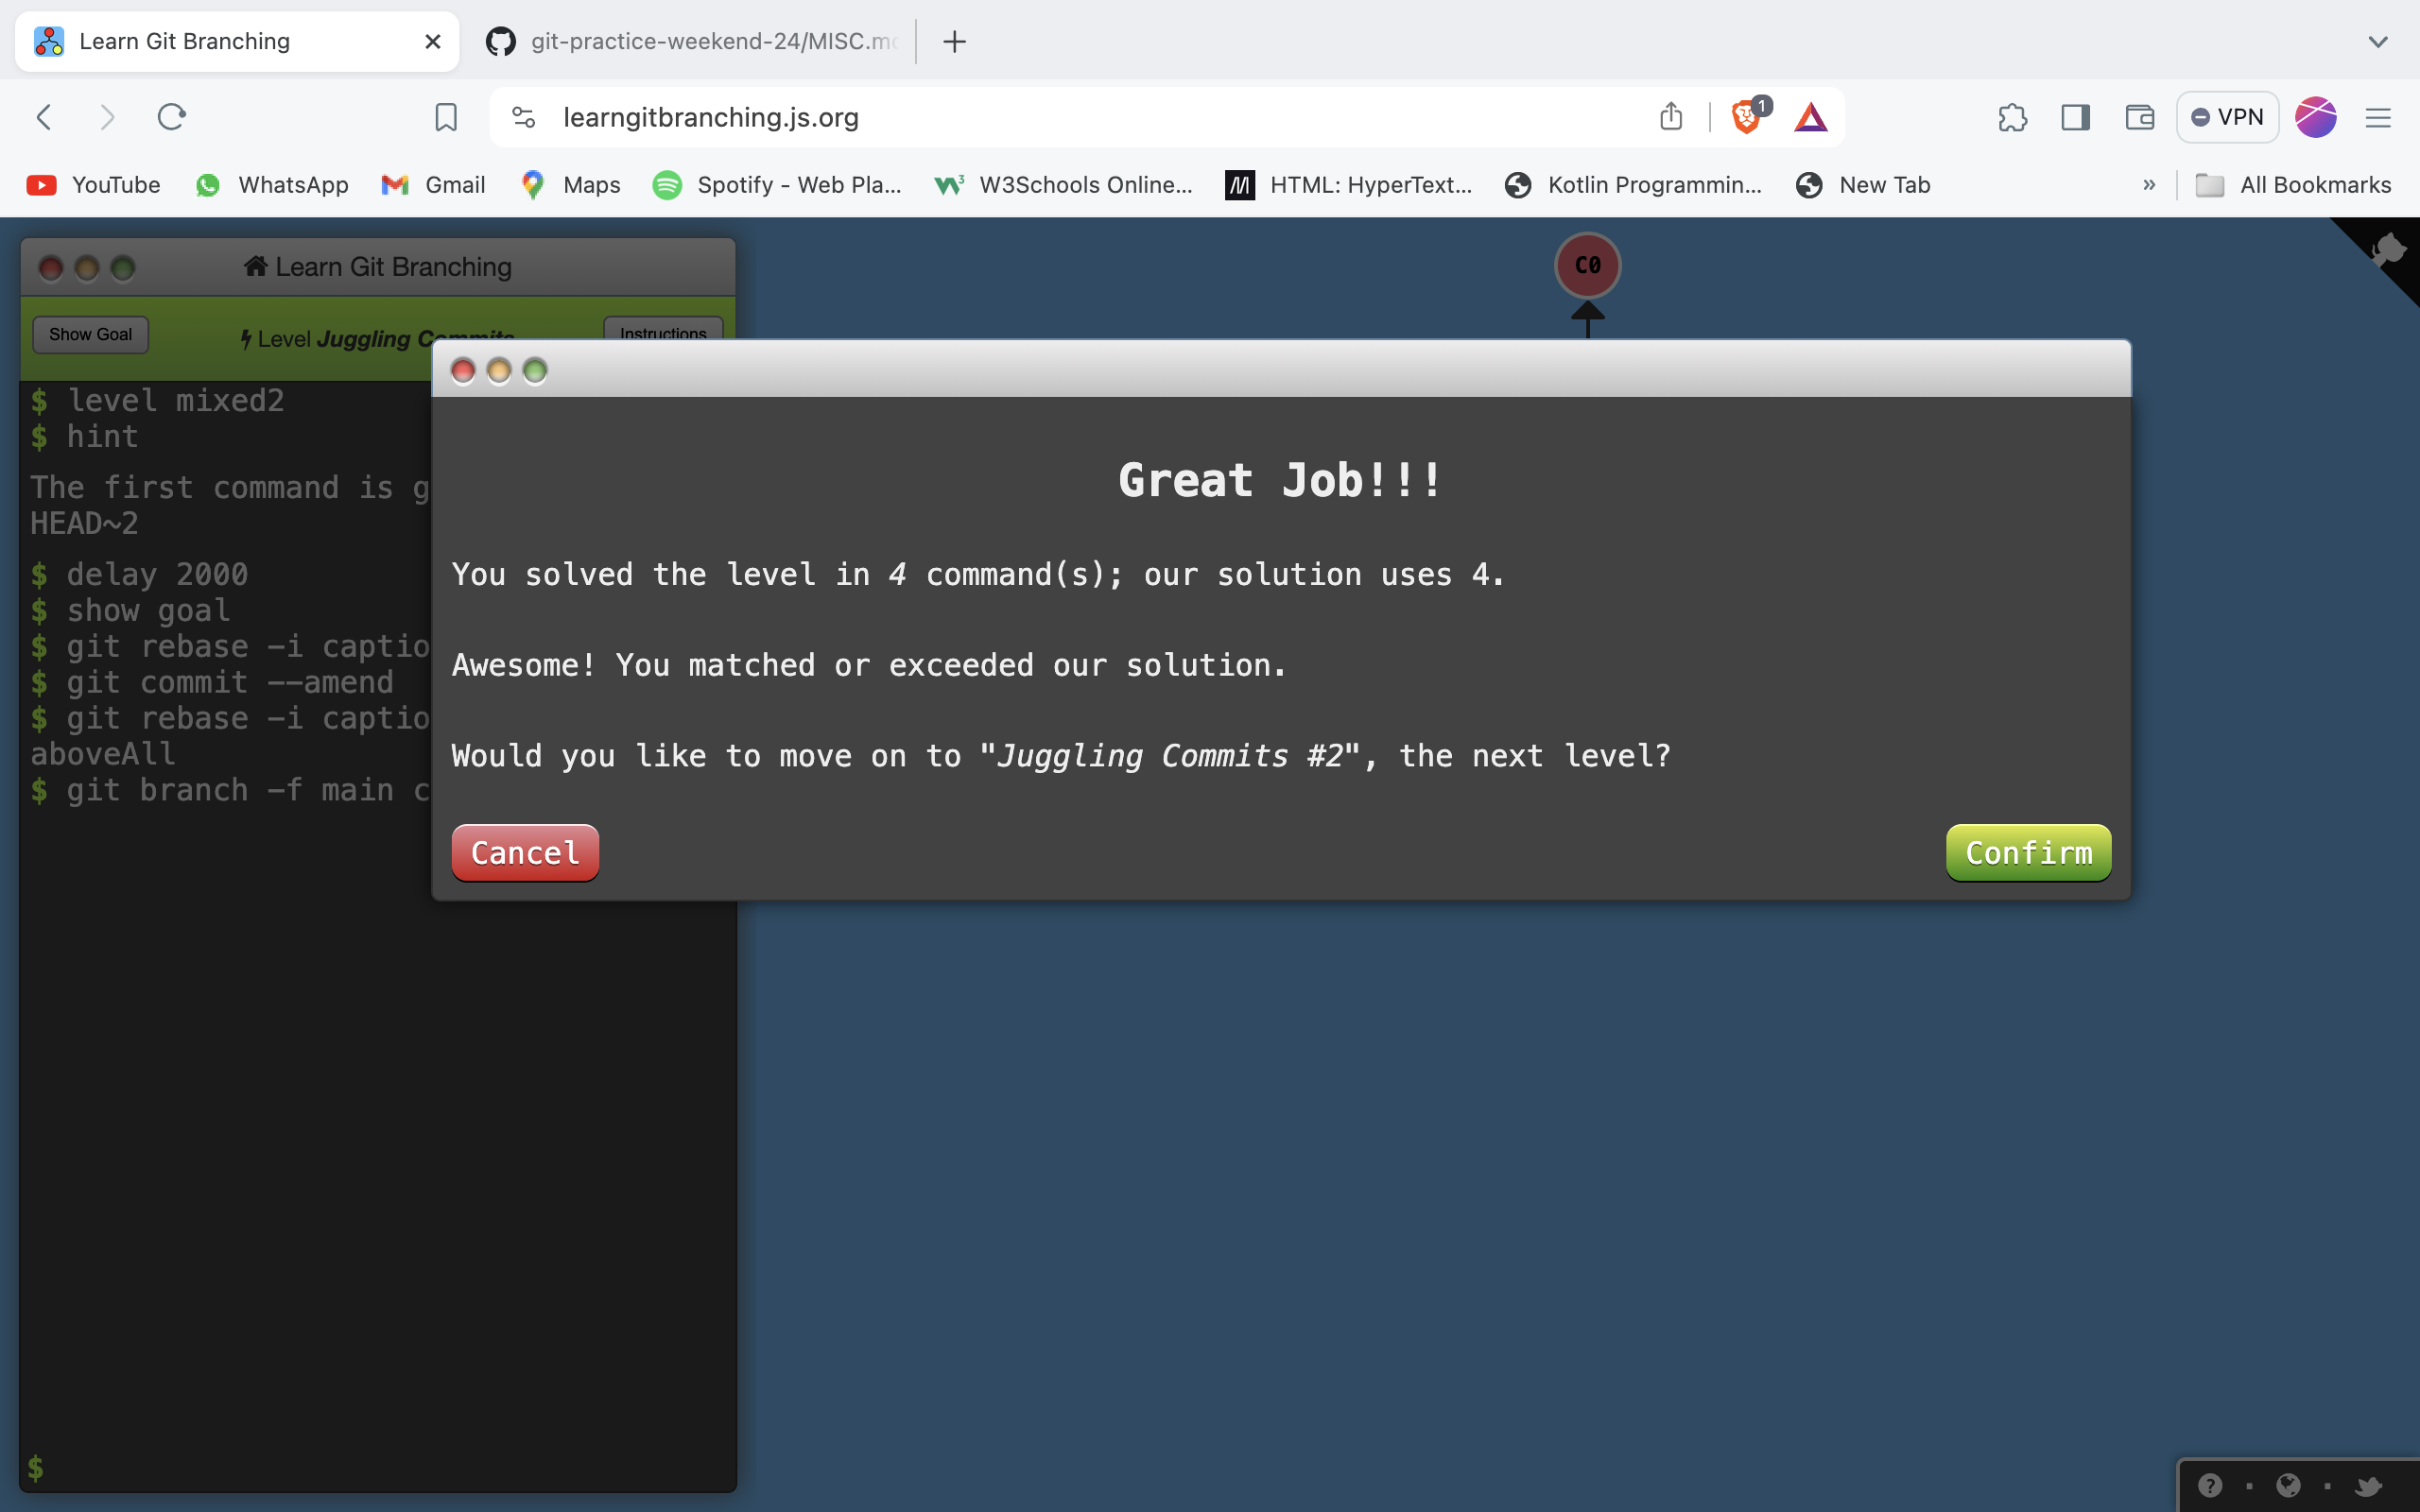 Learn Git Branching
git-practice-weekend-24/MISC.mc
learngitbranching.js.org
1
VPN
YouTube
WhatsApp
Gmail
Maps
Spotify - Web Pla...
W3Schools Online...
HTML: HyperText...
Kotlin Programmin...
New Tab
»
All Bookmarks
Learn Git Branching
C0
Show Goal
Level Juggling Commits
Instructions
$ level mixed2
$ hint
The first command is g
HEAD~2
$ delay 2000
$ show goal
$ git rebase -i captio
$ git commit --amend
$ git rebase -i captio
aboveAll
$ git branch -f main c
$
Great Job!!!
You solved the level in 4 command(s); our solution uses 4.
Awesome! You matched or exceeded our solution.
Would you like to move on to "Juggling Commits #2", the next level?
Cancel
Confirm